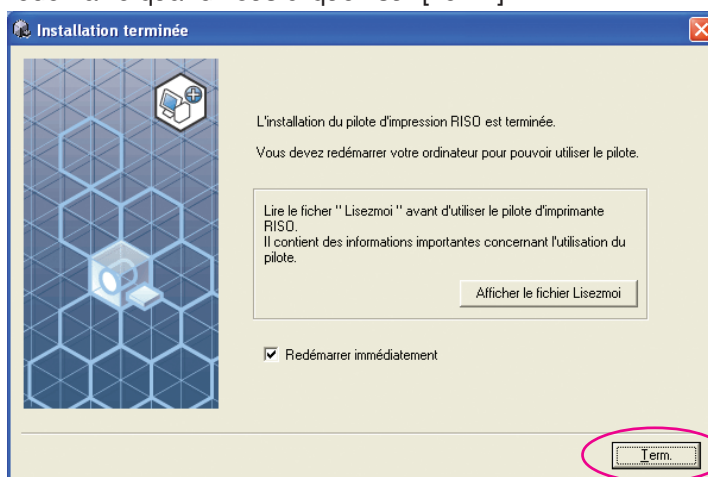 Installation terminée
L'installation du pilote d'impression RISO est terminée.
Vous devez redémarrer votre ordinateur pour pouvoir utiliser le pilote.
Lire le ficher '' Lisezmoi '' avant d'utiliser le pilote d'imprimante
RISO.
Il contient des informations importantes concernant l'utilisation du
pilote.
Afficher le fichier Lisezmoi
Redémarrer immédiatement
Term.